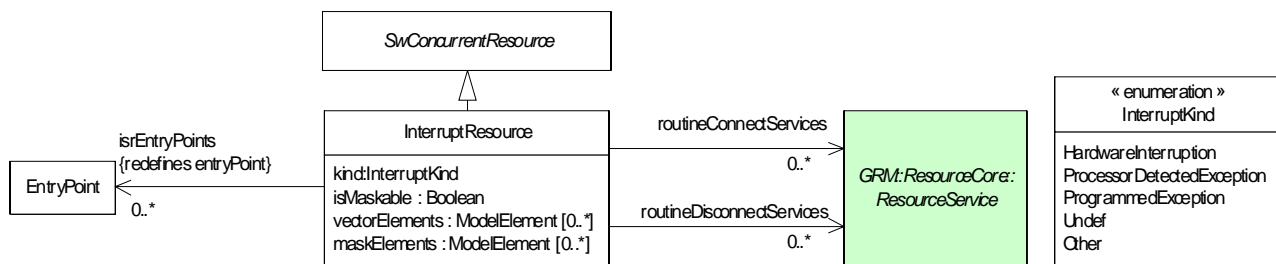 SwConcurrentResource
isrEntryPoints
{redefines entryPoint}
EntryPoint
0..*
InterruptResource
kind:InterruptKind
isMaskable : Boolean
vectorElements : ModelElement [0..*]
maskElements : ModelElement [0..*]
routineConnectServices
0..*
routineDisconnectServices
0..*
GRM::ResourceCore::
ResourceService
« enumeration »
InterruptKind
HardwareInterruption
ProcessorDetectedException
ProgrammedException
Undef
Other